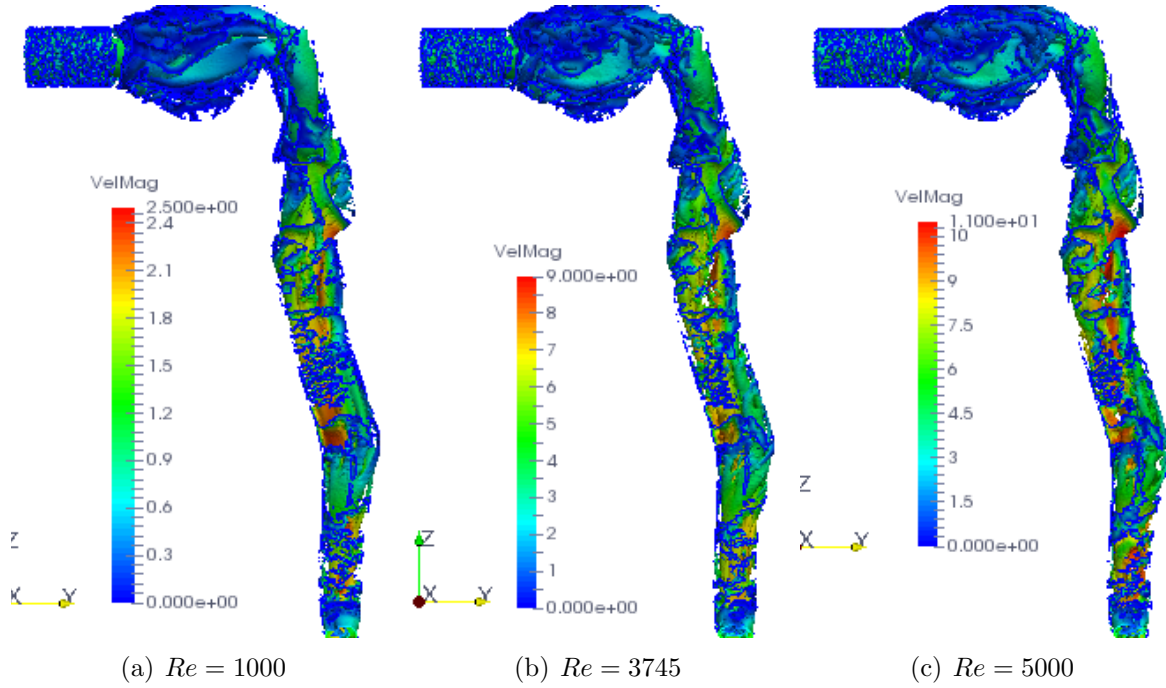 VelMag
2.500e+00
2.4
2.1
1.8
1.5
1.2
0.9
0.6
0.3
0.000e+00
Z
X
Y
(a) Re = 1000
VelMag
9.000e+00
8
7
6
5
4
3
2
1
0.000e+00
Z
X
Y
(b) Re = 3745
VelMag
1.100e+01
10
9
7.5
6
4.5
3
1.5
0.000e+00
Z
X
Y
(c) Re = 5000